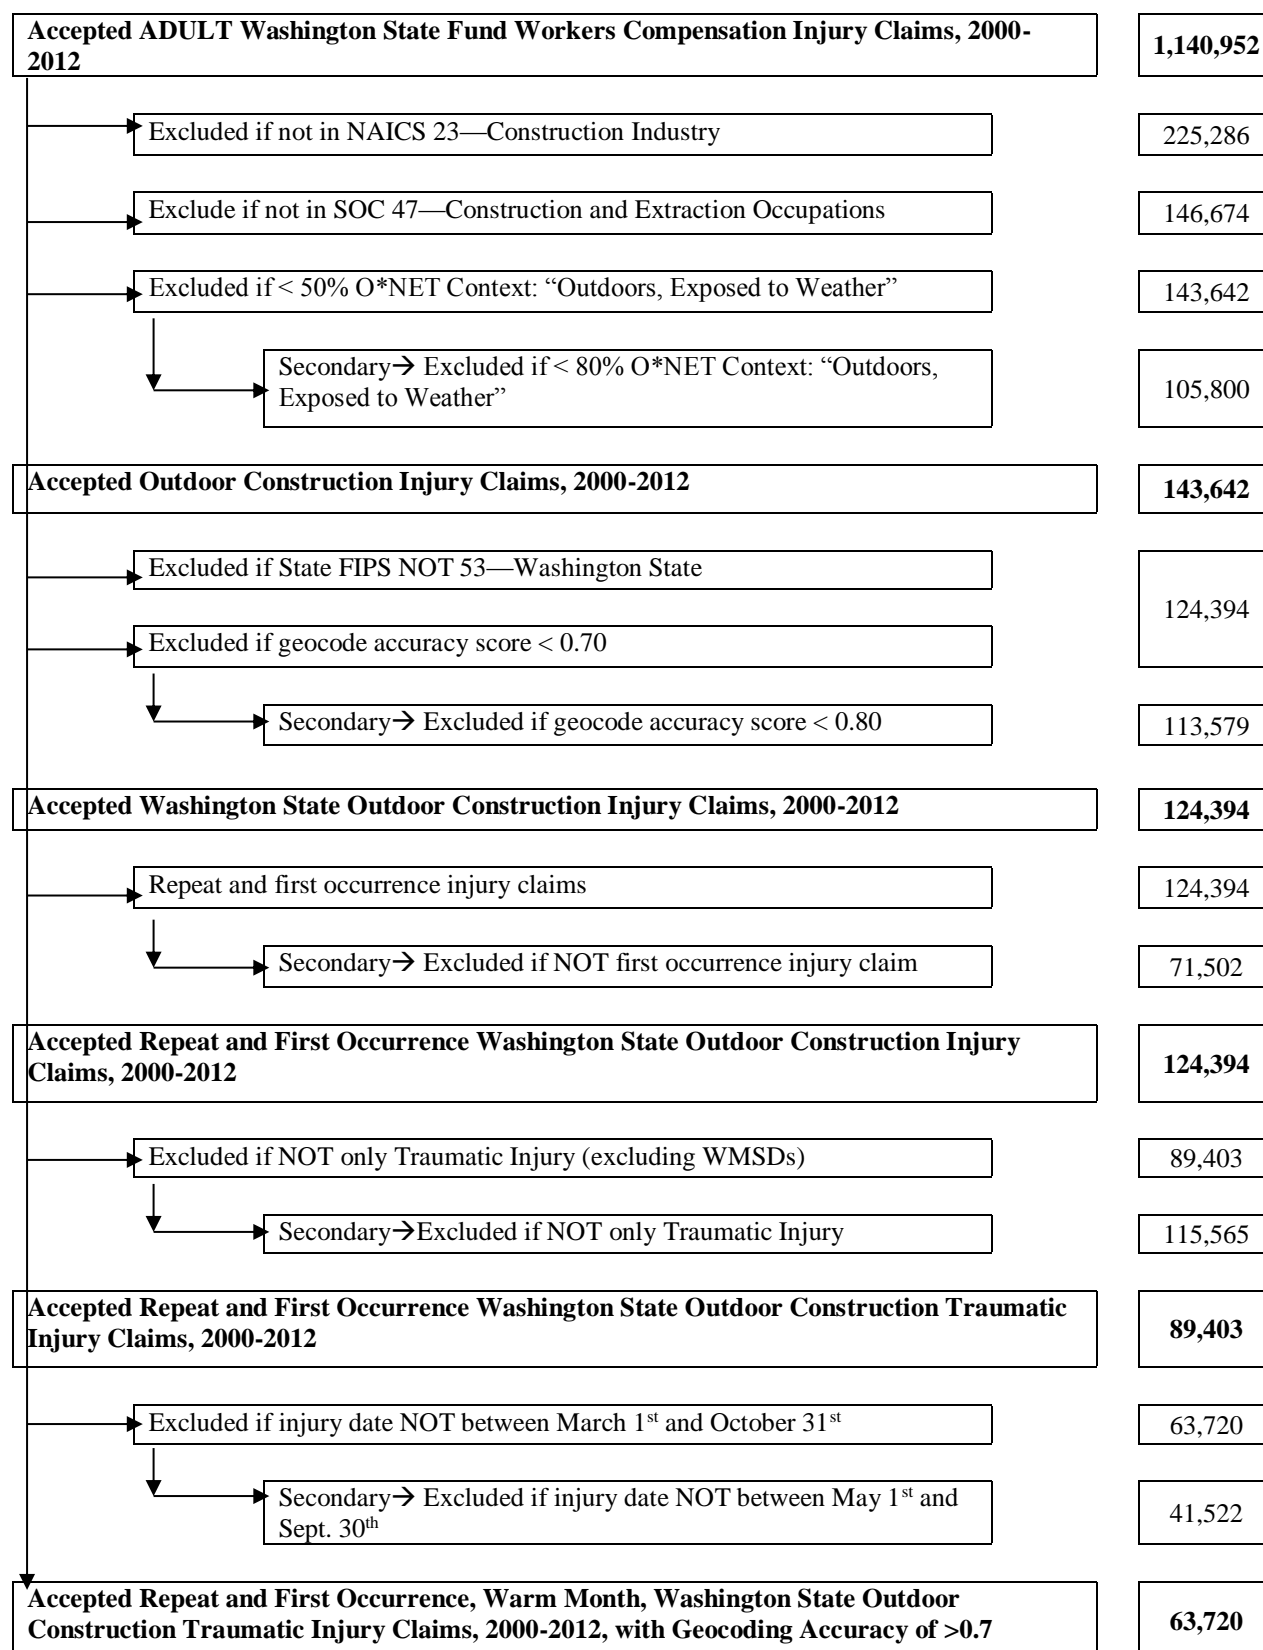 Accepted ADULT Washington State Fund Workers Compensation Injury Claims, 2000-
2012
1,140,952
Excluded if not in NAICS 23—Construction Industry
225,286
Exclude if not in SOC 47—Construction and Extraction Occupations
146,674
Excluded if < 50% O*NET Context: “Outdoors, Exposed to Weather”
143,642
Secondary→ Excluded if < 80% O*NET Context: “Outdoors,
Exposed to Weather”
105,800
Accepted Outdoor Construction Injury Claims, 2000-2012
143,642
Excluded if State FIPS NOT 53—Washington State
124,394
Excluded if geocode accuracy score < 0.70
Secondary→ Excluded if geocode accuracy score < 0.80
113,579
Accepted Washington State Outdoor Construction Injury Claims, 2000-2012
124,394
Repeat and first occurrence injury claims
124,394
Secondary→ Excluded if NOT first occurrence injury claim
71,502
Accepted Repeat and First Occurrence Washington State Outdoor Construction Injury
Claims, 2000-2012
124,394
Excluded if NOT only Traumatic Injury (excluding WMSDs)
89,403
Secondary→Excluded if NOT only Traumatic Injury
115,565
Accepted Repeat and First Occurrence Washington State Outdoor Construction Traumatic
Injury Claims, 2000-2012
89,403
Excluded if injury date NOT between March 1st and October 31st
63,720
Secondary→ Excluded if injury date NOT between May 1st and
Sept. 30th
41,522
Accepted Repeat and First Occurrence, Warm Month, Washington State Outdoor
Construction Traumatic Injury Claims, 2000-2012, with Geocoding Accuracy of >0.7
63,720